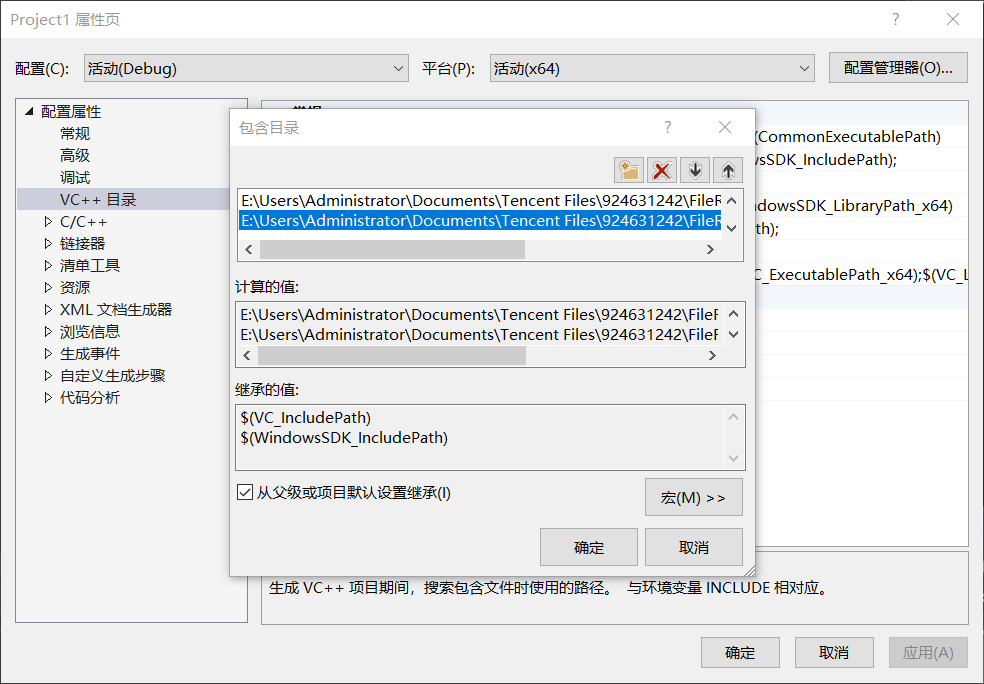 Project1 属性页
配置(C):
活动(Debug)
平台(P):
活动(x64)
配置管理器(O)...
配置属性
常规
高级
调试
VC++ 目录
C/C++
链接器
清单工具
资源
XML 文档生成器
浏览信息
生成事件
自定义生成步骤
代码分析
(CommonExecutablePath)
wsSDK_IncludePath);
dowsSDK_LibraryPath_x64)
th);
C_ExecutablePath_x64);$(VC_L
包含目录
E:\Users\Administrator\Documents\Tencent Files\924631242\FileR
E:\Users\Administrator\Documents\Tencent Files\924631242\FileR
计算的值:
E:\Users\Administrator\Documents\Tencent Files\924631242\FileR
E:\Users\Administrator\Documents\Tencent Files\924631242\FileR
继承的值:
$(VC_IncludePath)
$(WindowsSDK_IncludePath)
从父级或项目默认设置继承(I)
宏(M) >>
确定
取消
生成 VC++ 项目期间，搜索包含文件时使用的路径。 与环境变量 INCLUDE 相对应。
确定
取消
应用(A)